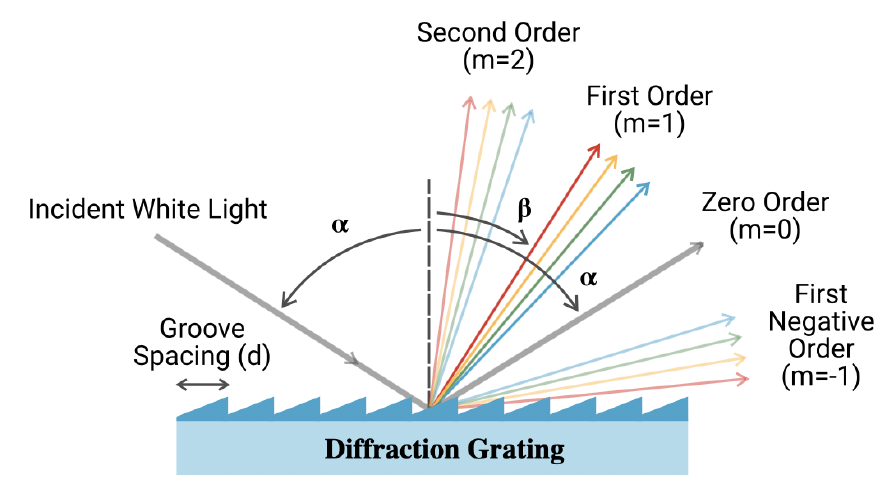 Second Order
(m=2)
First Order
(m=1)
Incident White Light
α
β
Zero Order
(m=0)
α
First
Negative
Order
(m=-1)
Groove
Spacing (d)
Diffraction Grating